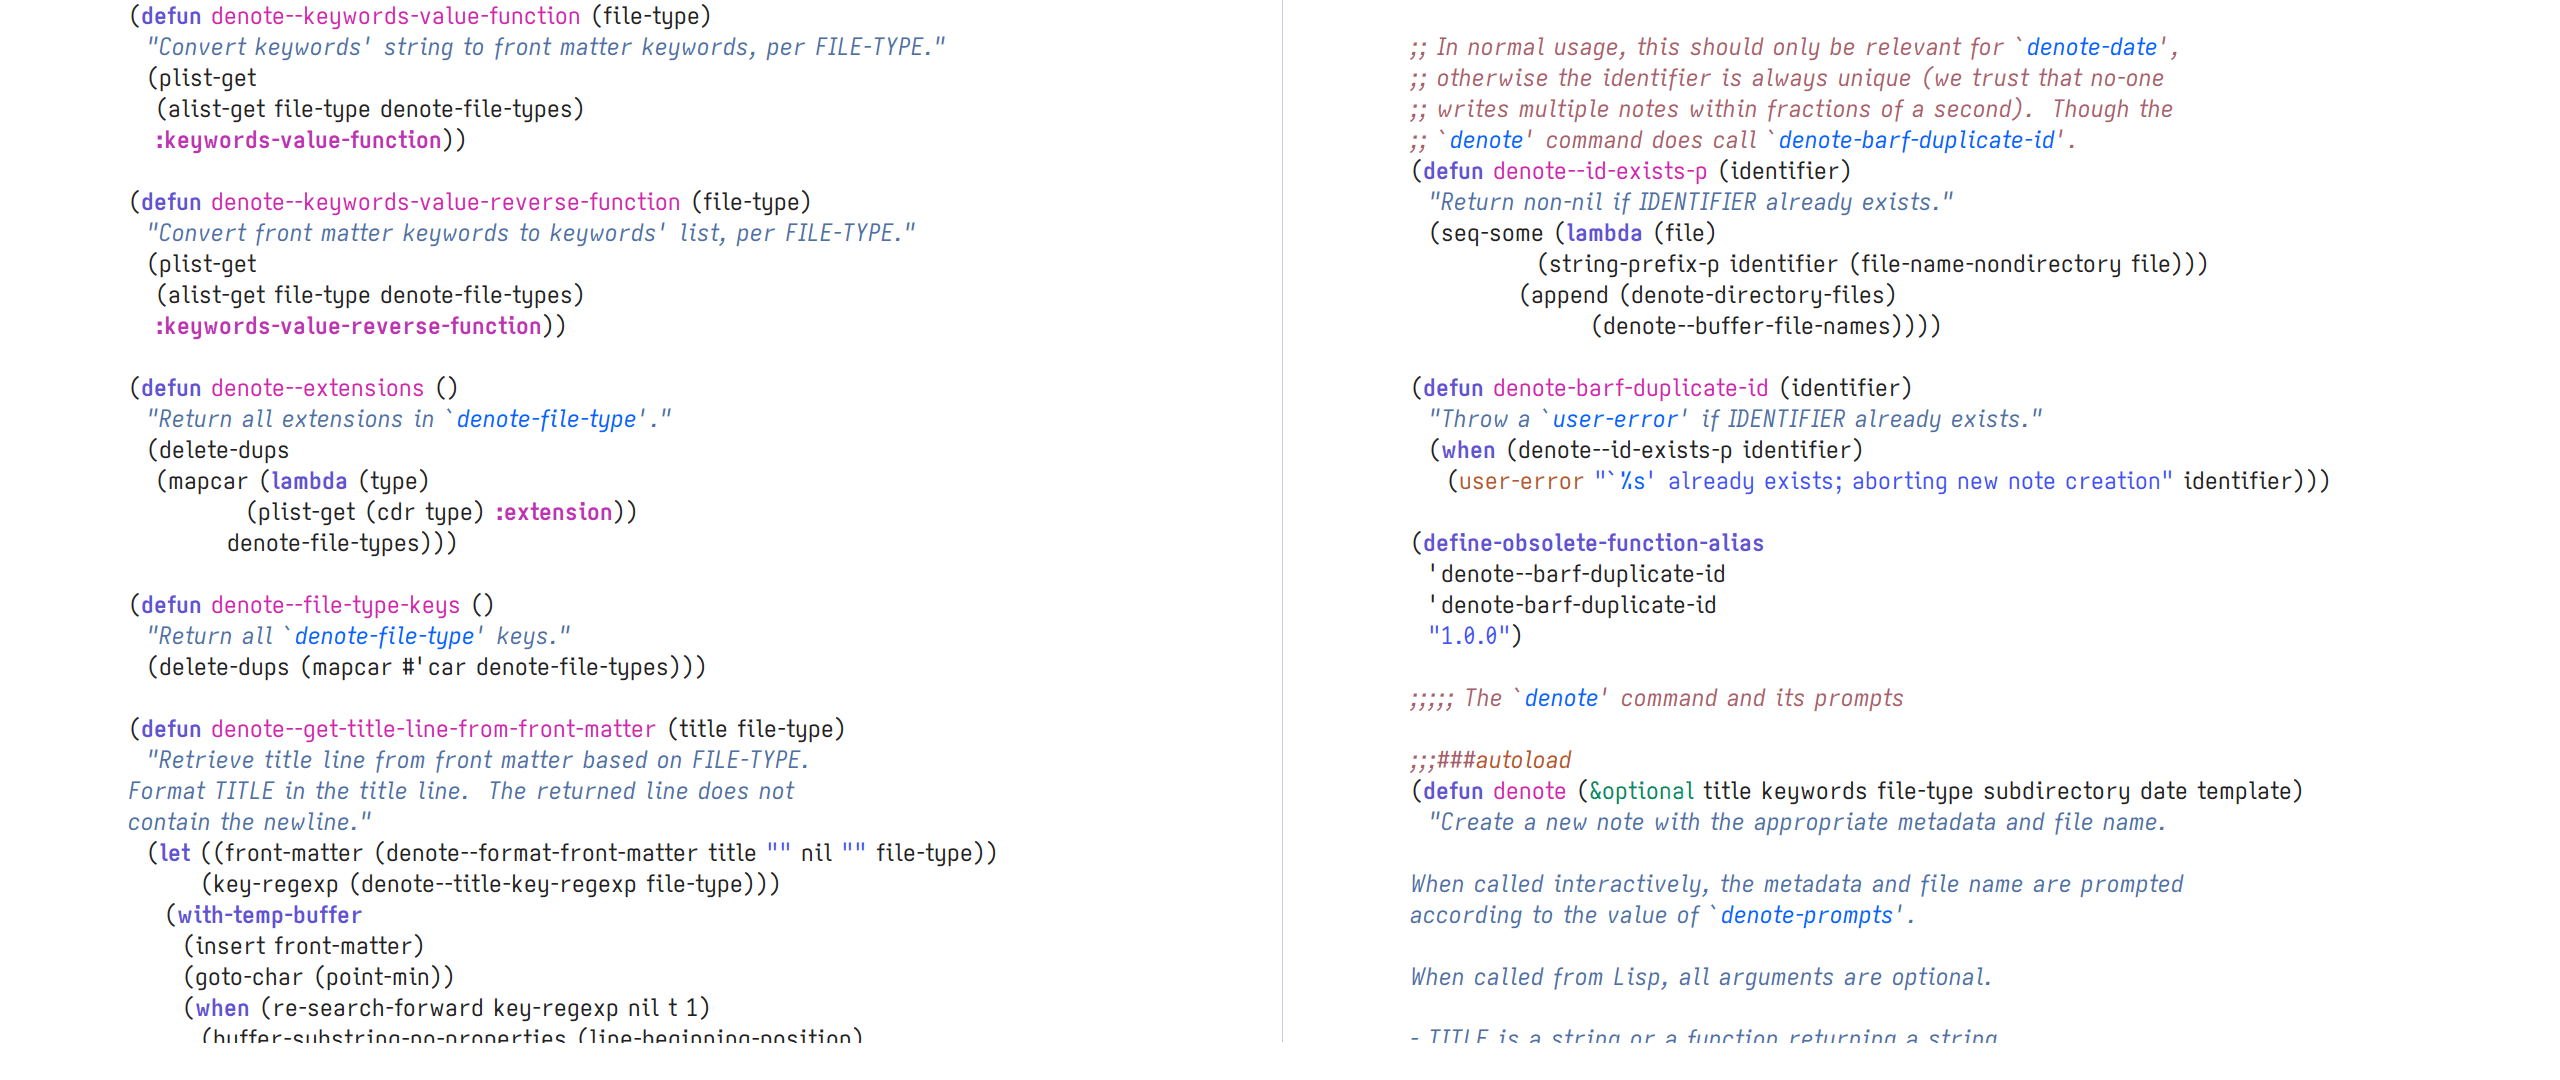 (defun denote--keywords-value-function (file-type)
  "Convert keywords' string to front matter keywords, per FILE-TYPE."
  (plist-get
   (alist-get file-type denote-file-types)
   :keywords-value-function))

(defun denote--keywords-value-reverse-function (file-type)
  "Convert front matter keywords to keywords' list, per FILE-TYPE."
  (plist-get
   (alist-get file-type denote-file-types)
   :keywords-value-reverse-function))

(defun denote--extensions ()
  "Return all extensions in `denote-file-type'."
  (delete-dups
   (mapcar (lambda (type)
             (plist-get (cdr type) :extension))
           denote-file-types)))

(defun denote--file-type-keys ()
  "Return all `denote-file-type' keys."
  (delete-dups (mapcar #'car denote-file-types)))

(defun denote--get-title-line-from-front-matter (title file-type)
  "Retrieve title line from front matter based on FILE-TYPE.
Format TITLE in the title line.  The returned line does not
contain the newline."
  (let ((front-matter (denote--format-front-matter title "" nil "" file-type))
        (key-regexp (denote--title-key-regexp file-type)))
    (with-temp-buffer
      (insert front-matter)
      (goto-char (point-min))
      (when (re-search-forward key-regexp nil t 1)
        (buffer-substring-no-properties (line-beginning-position)

;; In normal usage, this should only be relevant for `denote-date',
;; otherwise the identifier is always unique (we trust that no-one
;; writes multiple notes within fractions of a second).  Though the
;; `denote' command does call `denote-barf-duplicate-id'.
(defun denote--id-exists-p (identifier)
  "Return non-nil if IDENTIFIER already exists."
  (seq-some (lambda (file)
              (string-prefix-p identifier (file-name-nondirectory file)))
            (append (denote-directory-files)
                    (denote--buffer-file-names))))

(defun denote-barf-duplicate-id (identifier)
  "Throw a `user-error' if IDENTIFIER already exists."
  (when (denote--id-exists-p identifier)
    (user-error "`%s' already exists; aborting new note creation" identifier)))

(define-obsolete-function-alias
  'denote--barf-duplicate-id
  'denote-barf-duplicate-id
  "1.0.0")

;;;;; The `denote' command and its prompts

;;;###autoload
(defun denote (&optional title keywords file-type subdirectory date template)
  "Create a new note with the appropriate metadata and file name.

When called interactively, the metadata and file name are prompted
according to the value of `denote-prompts'.

When called from Lisp, all arguments are optional.

- TITLE is a string or a function returning a string